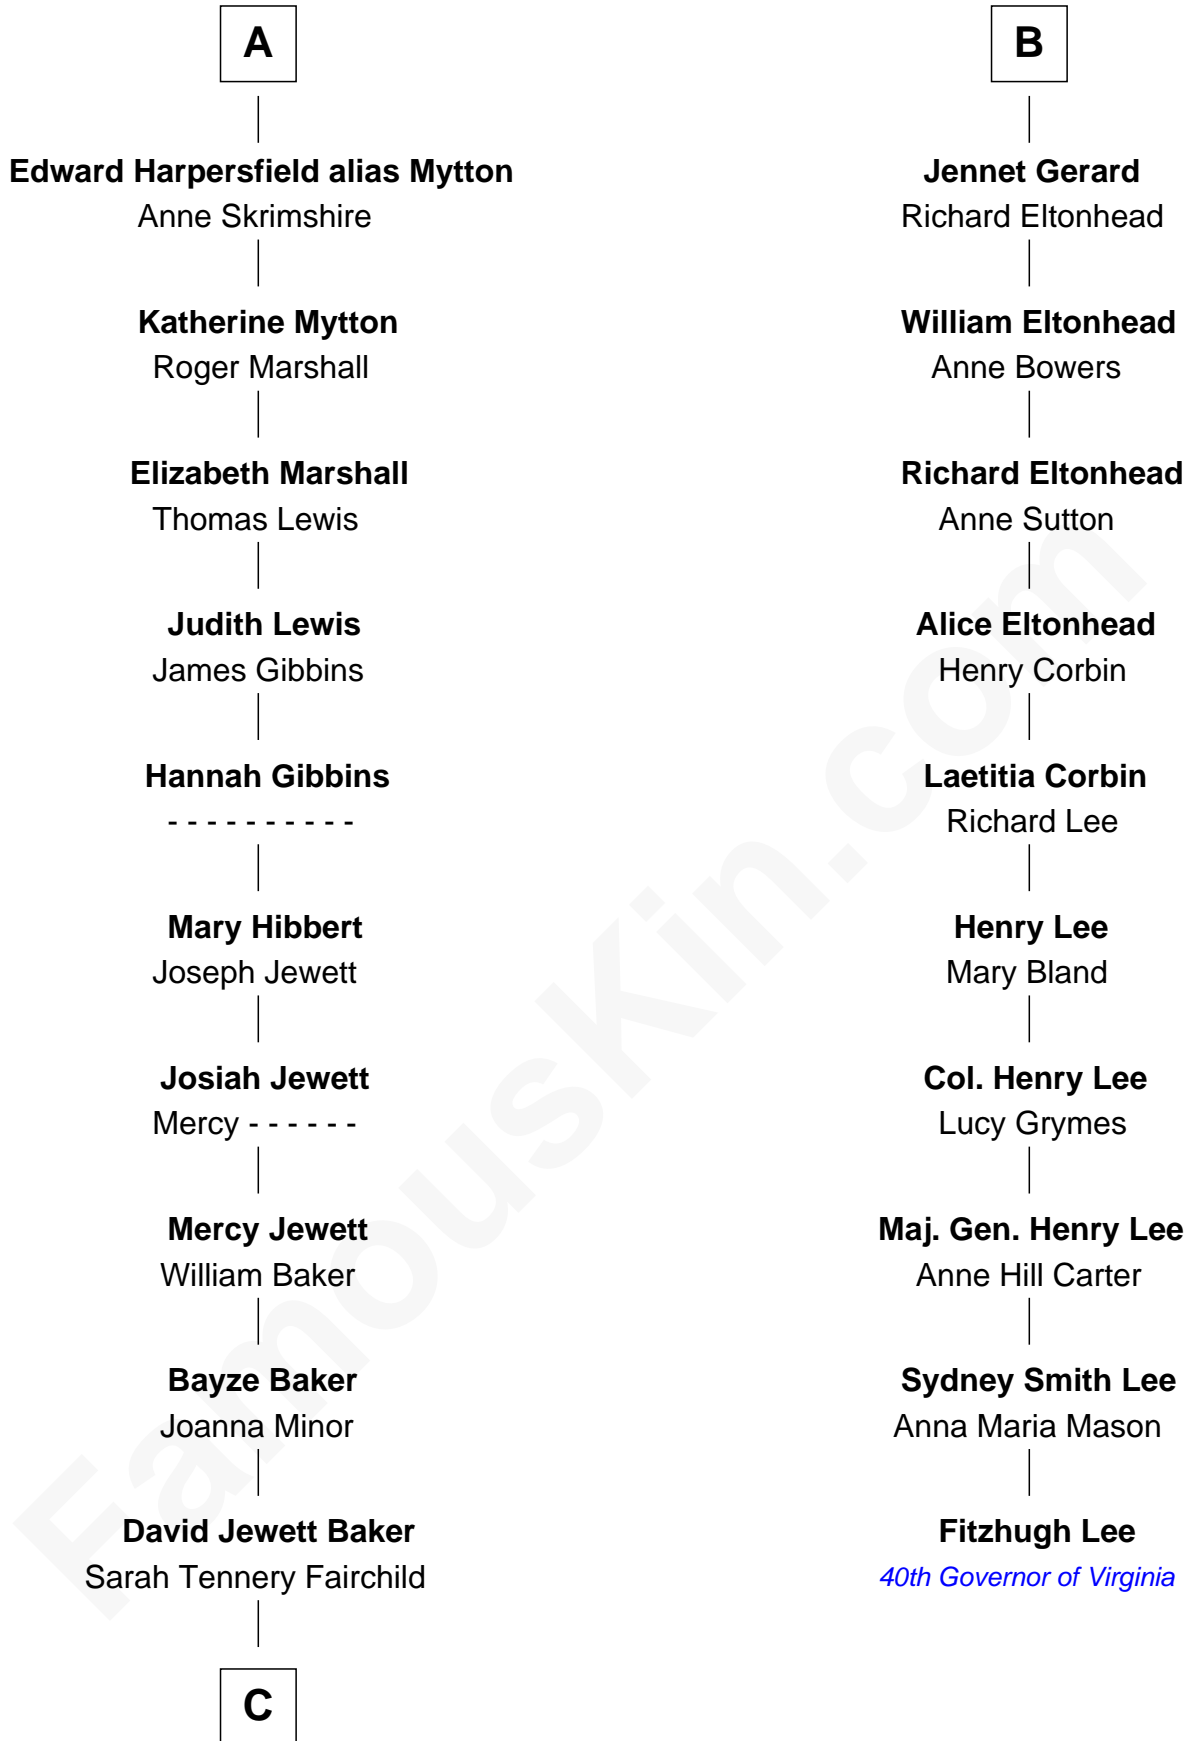 A
Edward Harpersfield alias Mytton
Anne Skrimshire
Katherine Mytton
Roger Marshall
Elizabeth Marshall
Thomas Lewis
Judith Lewis
James Gibbins
Hannah Gibbins
- - - - - - - - - -
Mary Hibbert
Joseph Jewett
Josiah Jewett
Mercy - - - - - -
Mercy Jewett
William Baker
Bayze Baker
Joanna Minor
David Jewett Baker
Sarah Tennery Fairchild
C
B
Jennet Gerard
Richard Eltonhead
William Eltonhead
Anne Bowers
Richard Eltonhead
Anne Sutton
Alice Eltonhead
Henry Corbin
Laetitia Corbin
Richard Lee
Henry Lee
Mary Bland
Col. Henry Lee
Lucy Grymes
Maj. Gen. Henry Lee
Anne Hill Carter
Sydney Smith Lee
Anna Maria Mason
Fitzhugh Lee
40th Governor of Virginia
FamousKin.com